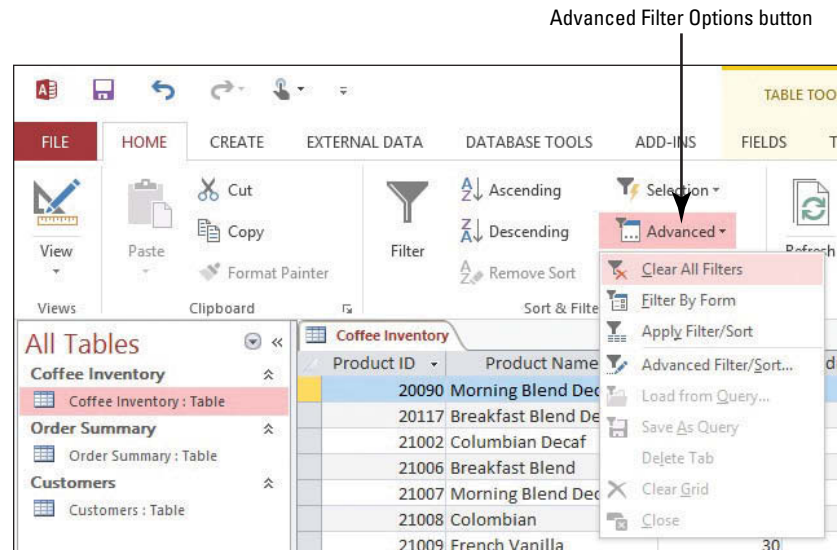 Advanced Filter Options button
TABLE TOO
FILE HOME CREATE EXTERNAL DATA DATABASE TOOLS ADD-INS FIELDS T
View
Paste
Cut
Copy
Format Painter
Filter
Ascending
Descending
Remove Sort
Selection
Advanced
Refresh
Views Clipboard Sort & Filte
Clear All Filters
Filter By Form
Apply Filter/Sort
Advanced Filter/Sort...
Load from Query...
Save As Query
Delete Tab
Clear Grid
Close
All Tables
Coffee Inventory
Coffee Inventory : Table
Order Summary
Order Summary : Table
Customers
Customers : Table
Coffee Inventory
Product ID Product Name d
20090 Morning Blend Dec
20117 Breakfast Blend De
21002 Columbian Decaf
21006 Breakfast Blend
21007 Morning Blend Dec
21008 Colombian
21009 French Vanilla 30